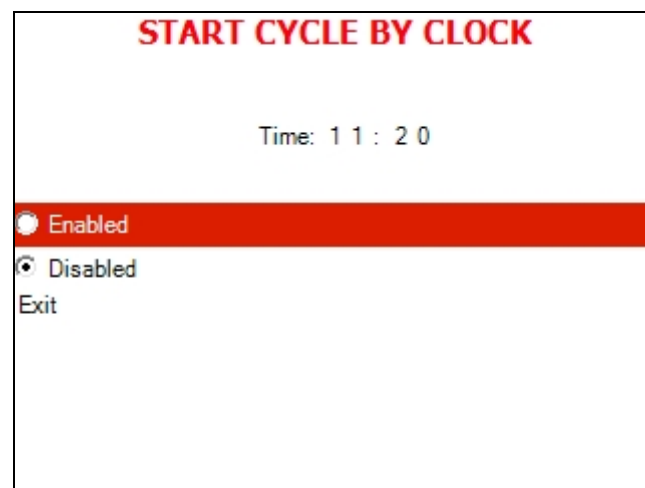 START CYCLE BY CLOCK
Time: 1 1 : 2 0
Enabled
Disabled
Exit